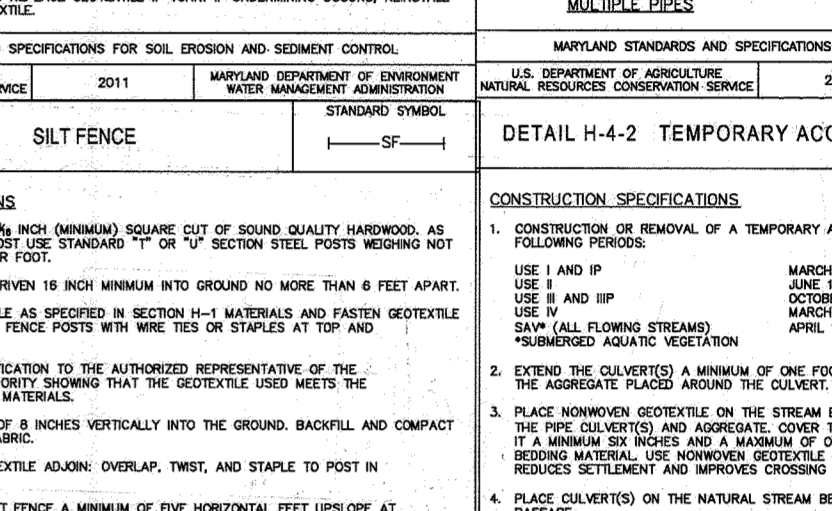 XTILE.
SPECIFICATIONS FOR SOIL EROSION AND SEDIMENT CONTROL
2011
MARYLAND DEPARTMENT OF ENVIRONMENT
WATER MANAGEMENT ADMINISTRATION
SILT FENCE
STANDARD SYMBOL
SF
NS
INCH (MINIMUM) SQUARE CUT OF SOUND QUALITY HARDWOOD. AS
OST USE STANDARD "T" OR "U" SECTION STEEL POSTS WEIGHING NOT
R FOOT.
RIVEN 16 INCH MINIMUM INTO GROUND NO MORE THAN 6 FEET APART.
LE AS SPECIFIED IN SECTION H-1 MATERIALS AND FASTEN GEOTEXTILE
FENCE POSTS WITH WIRE TIES OR STAPLES AT TOP AND
ICATION TO THE AUTHORIZED REPRESENTATIVE OF THE
ORITY SHOWING THAT THE GEOTEXTILE USED MEETS THE
MATERIALS.
OF 8 INCHES VERTICALLY INTO THE GROUND. BACKFILL AND COMPACT
ABRIC.
EXTILE ADJOIN: OVERLAP, TWIST, AND STAPLE TO POST IN
FENCE A MINIMUM OF FIVE HORIZONTAL FEET UPSLOPE AT
MULTIPLE PIPES
MARYLAND STANDARDS AND SPECIFICATIONS
U.S. DEPARTMENT OF AGRICULTURE
NATURAL RESOURCES CONSERVATION SERVICE
2
DETAIL H-4-2 TEMPORARY ACC
CONSTRUCTION SPECIFICATIONS
1. CONSTRUCTION OR REMOVAL OF A TEMPORARY A
FOLLOWING PERIODS:
USE I AND IP MARCH
USE II JUNE 1
USE III AND IIIP OCTOBE
USE IV MARCH
SAV* (ALL FLOWING STREAMS) APRIL
*SUBMERGED AQUATIC VEGETATION
2. EXTEND THE CULVERT(S) A MINIMUM OF ONE FOO
THE AGGREGATE PLACED AROUND THE CULVERT.
3. PLACE NONWOVEN GEOTEXTILE ON THE STREAM B
THE PIPE CULVERT(S) AND AGGREGATE. COVER T
IT A MINIMUM SIX INCHES AND A MAXIMUM OF O
BEDDING MATERIAL. USE NONWOVEN GEOTEXTILE
REDUCES SETTLEMENT AND IMPROVES CROSSING
4. PLACE CULVERT(S) ON THE NATURAL STREAM BE